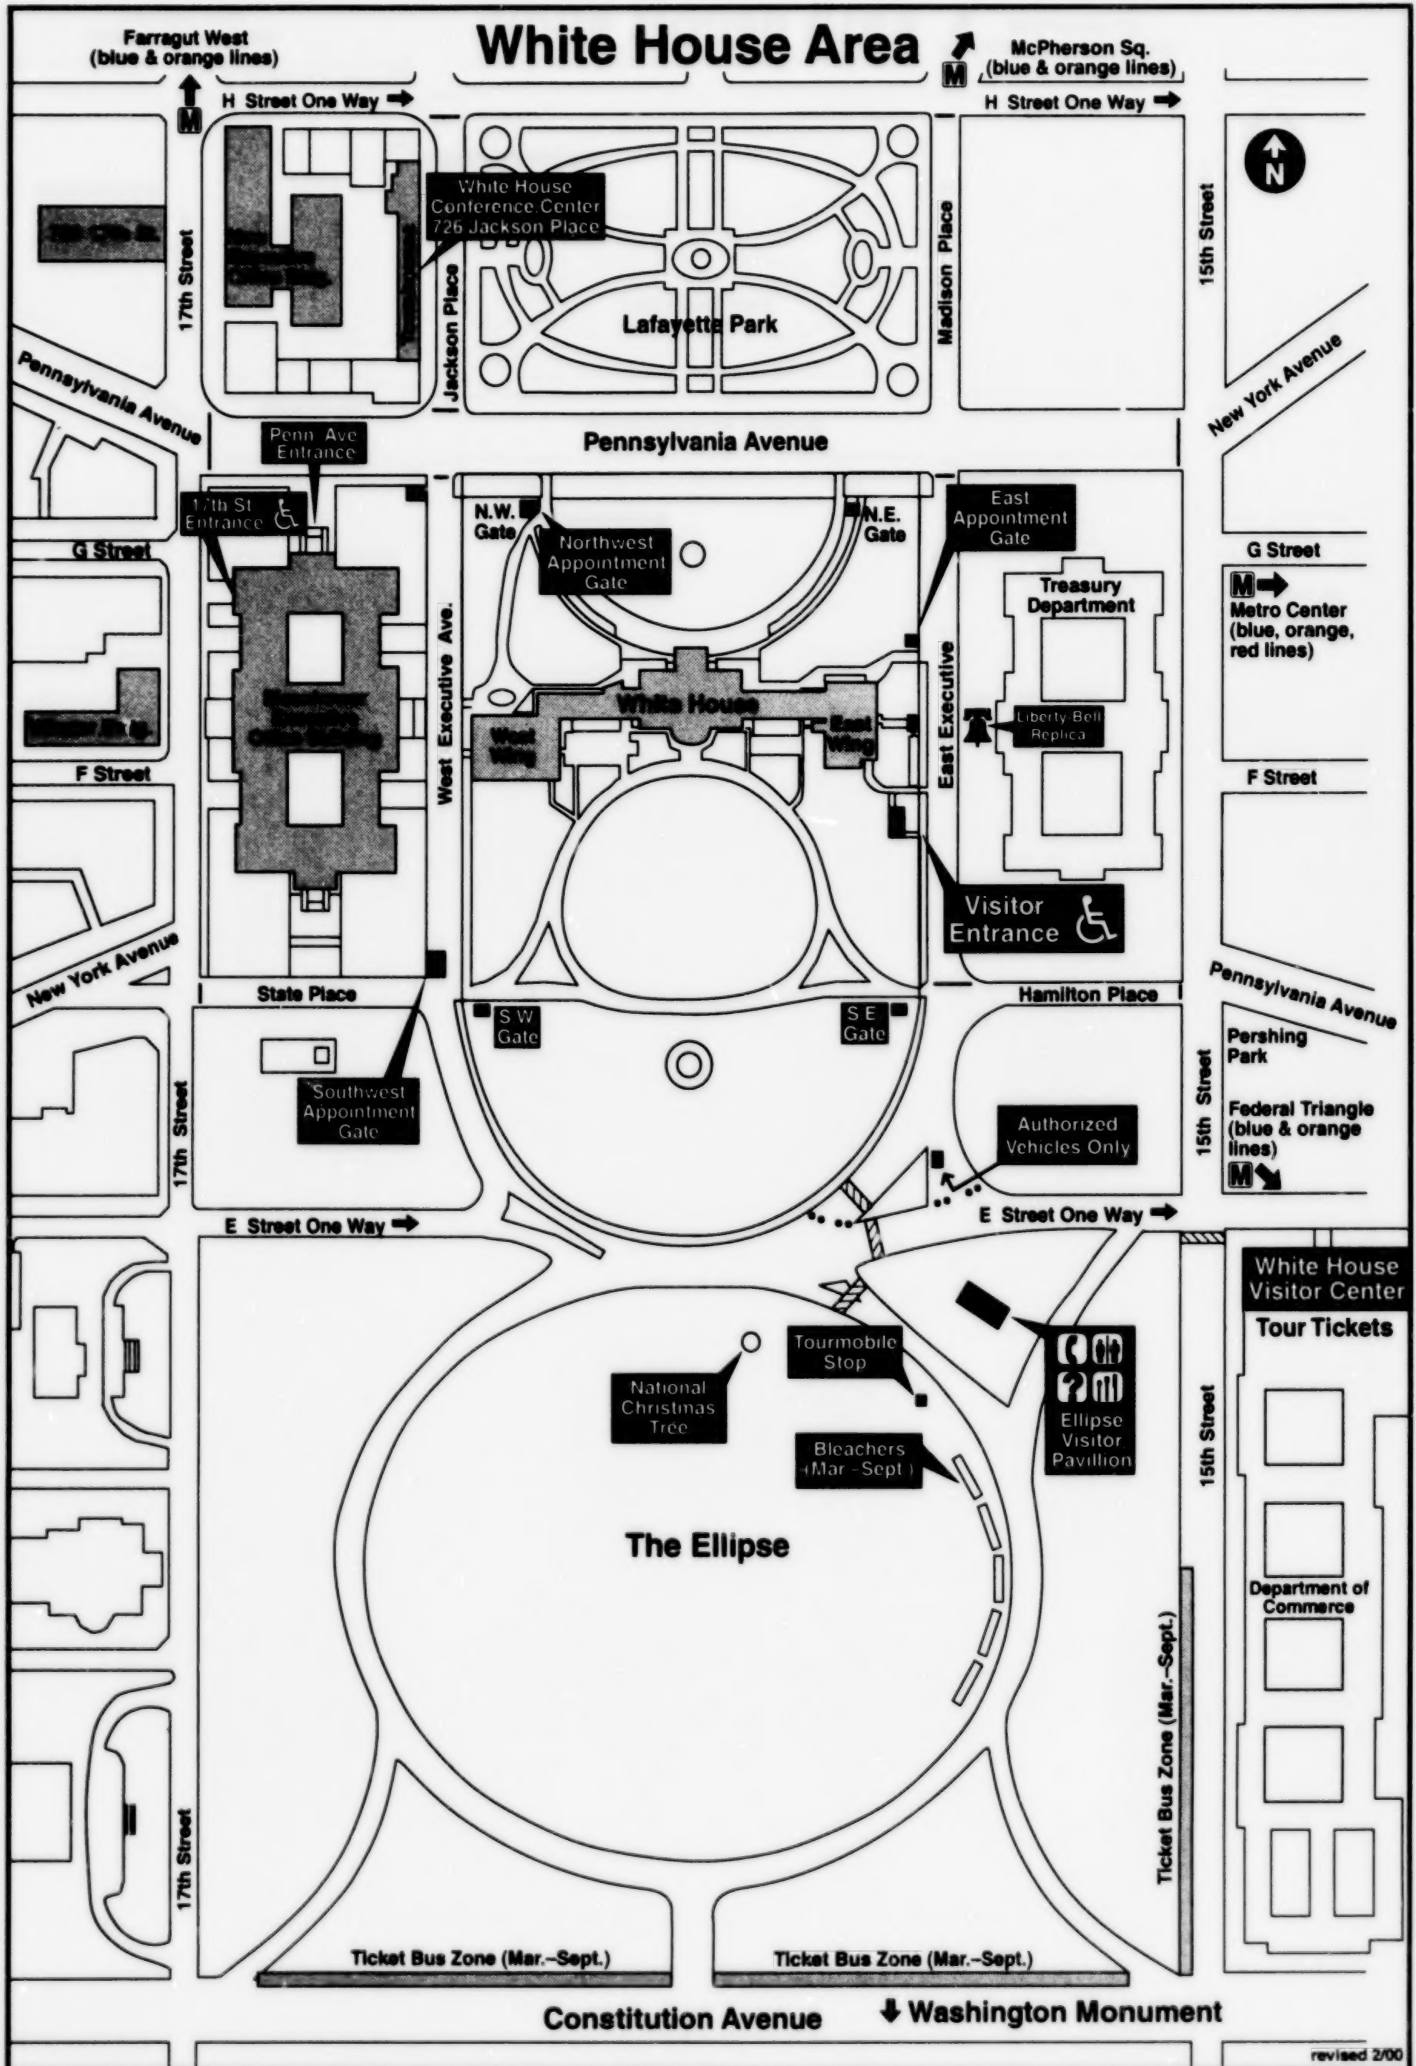 White House Area
Farragut West
(blue & orange lines)
M
McPherson Sq.
(blue & orange lines)
M
H Street One Way
H Street One Way
N
White House
Conference Center
726 Jackson Place
17th Street
Jackson Place
Lafayette Park
Madison Place
15th Street
New York Avenue
Pennsylvania Avenue
Pennsylvania Avenue
Penn. Ave
Entrance
17th St
Entrance
N.W.
Gate
Northwest
Appointment
Gate
N.E.
Gate
East
Appointment
Gate
G Street
G Street
M
Metro Center
(blue, orange,
red lines)
Treasury
Department
West Executive Ave.
White House
West
Wing
East
Wing
East Executive
Liberty Bell
Replica
F Street
F Street
Visitor
Entrance
New York Avenue
State Place
Hamilton Place
Pennsylvania Avenue
S W
Gate
S E
Gate
Pershing
Park
Southwest
Appointment
Gate
17th Street
15th Street
Authorized
Vehicles Only
Federal Triangle
(blue & orange
lines)
M
E Street One Way
E Street One Way
White House
Visitor Center
Tour Tickets
Tourmobile
Stop
National
Christmas
Tree
?
Ellipse
Visitor
Pavillion
Bleachers
(Mar.-Sept.)
15th Street
The Ellipse
Department of
Commerce
Ticket Bus Zone (Mar.–Sept.)
17th Street
Ticket Bus Zone (Mar.–Sept.)
Ticket Bus Zone (Mar.–Sept.)
Constitution Avenue
Washington Monument
revised 2/00